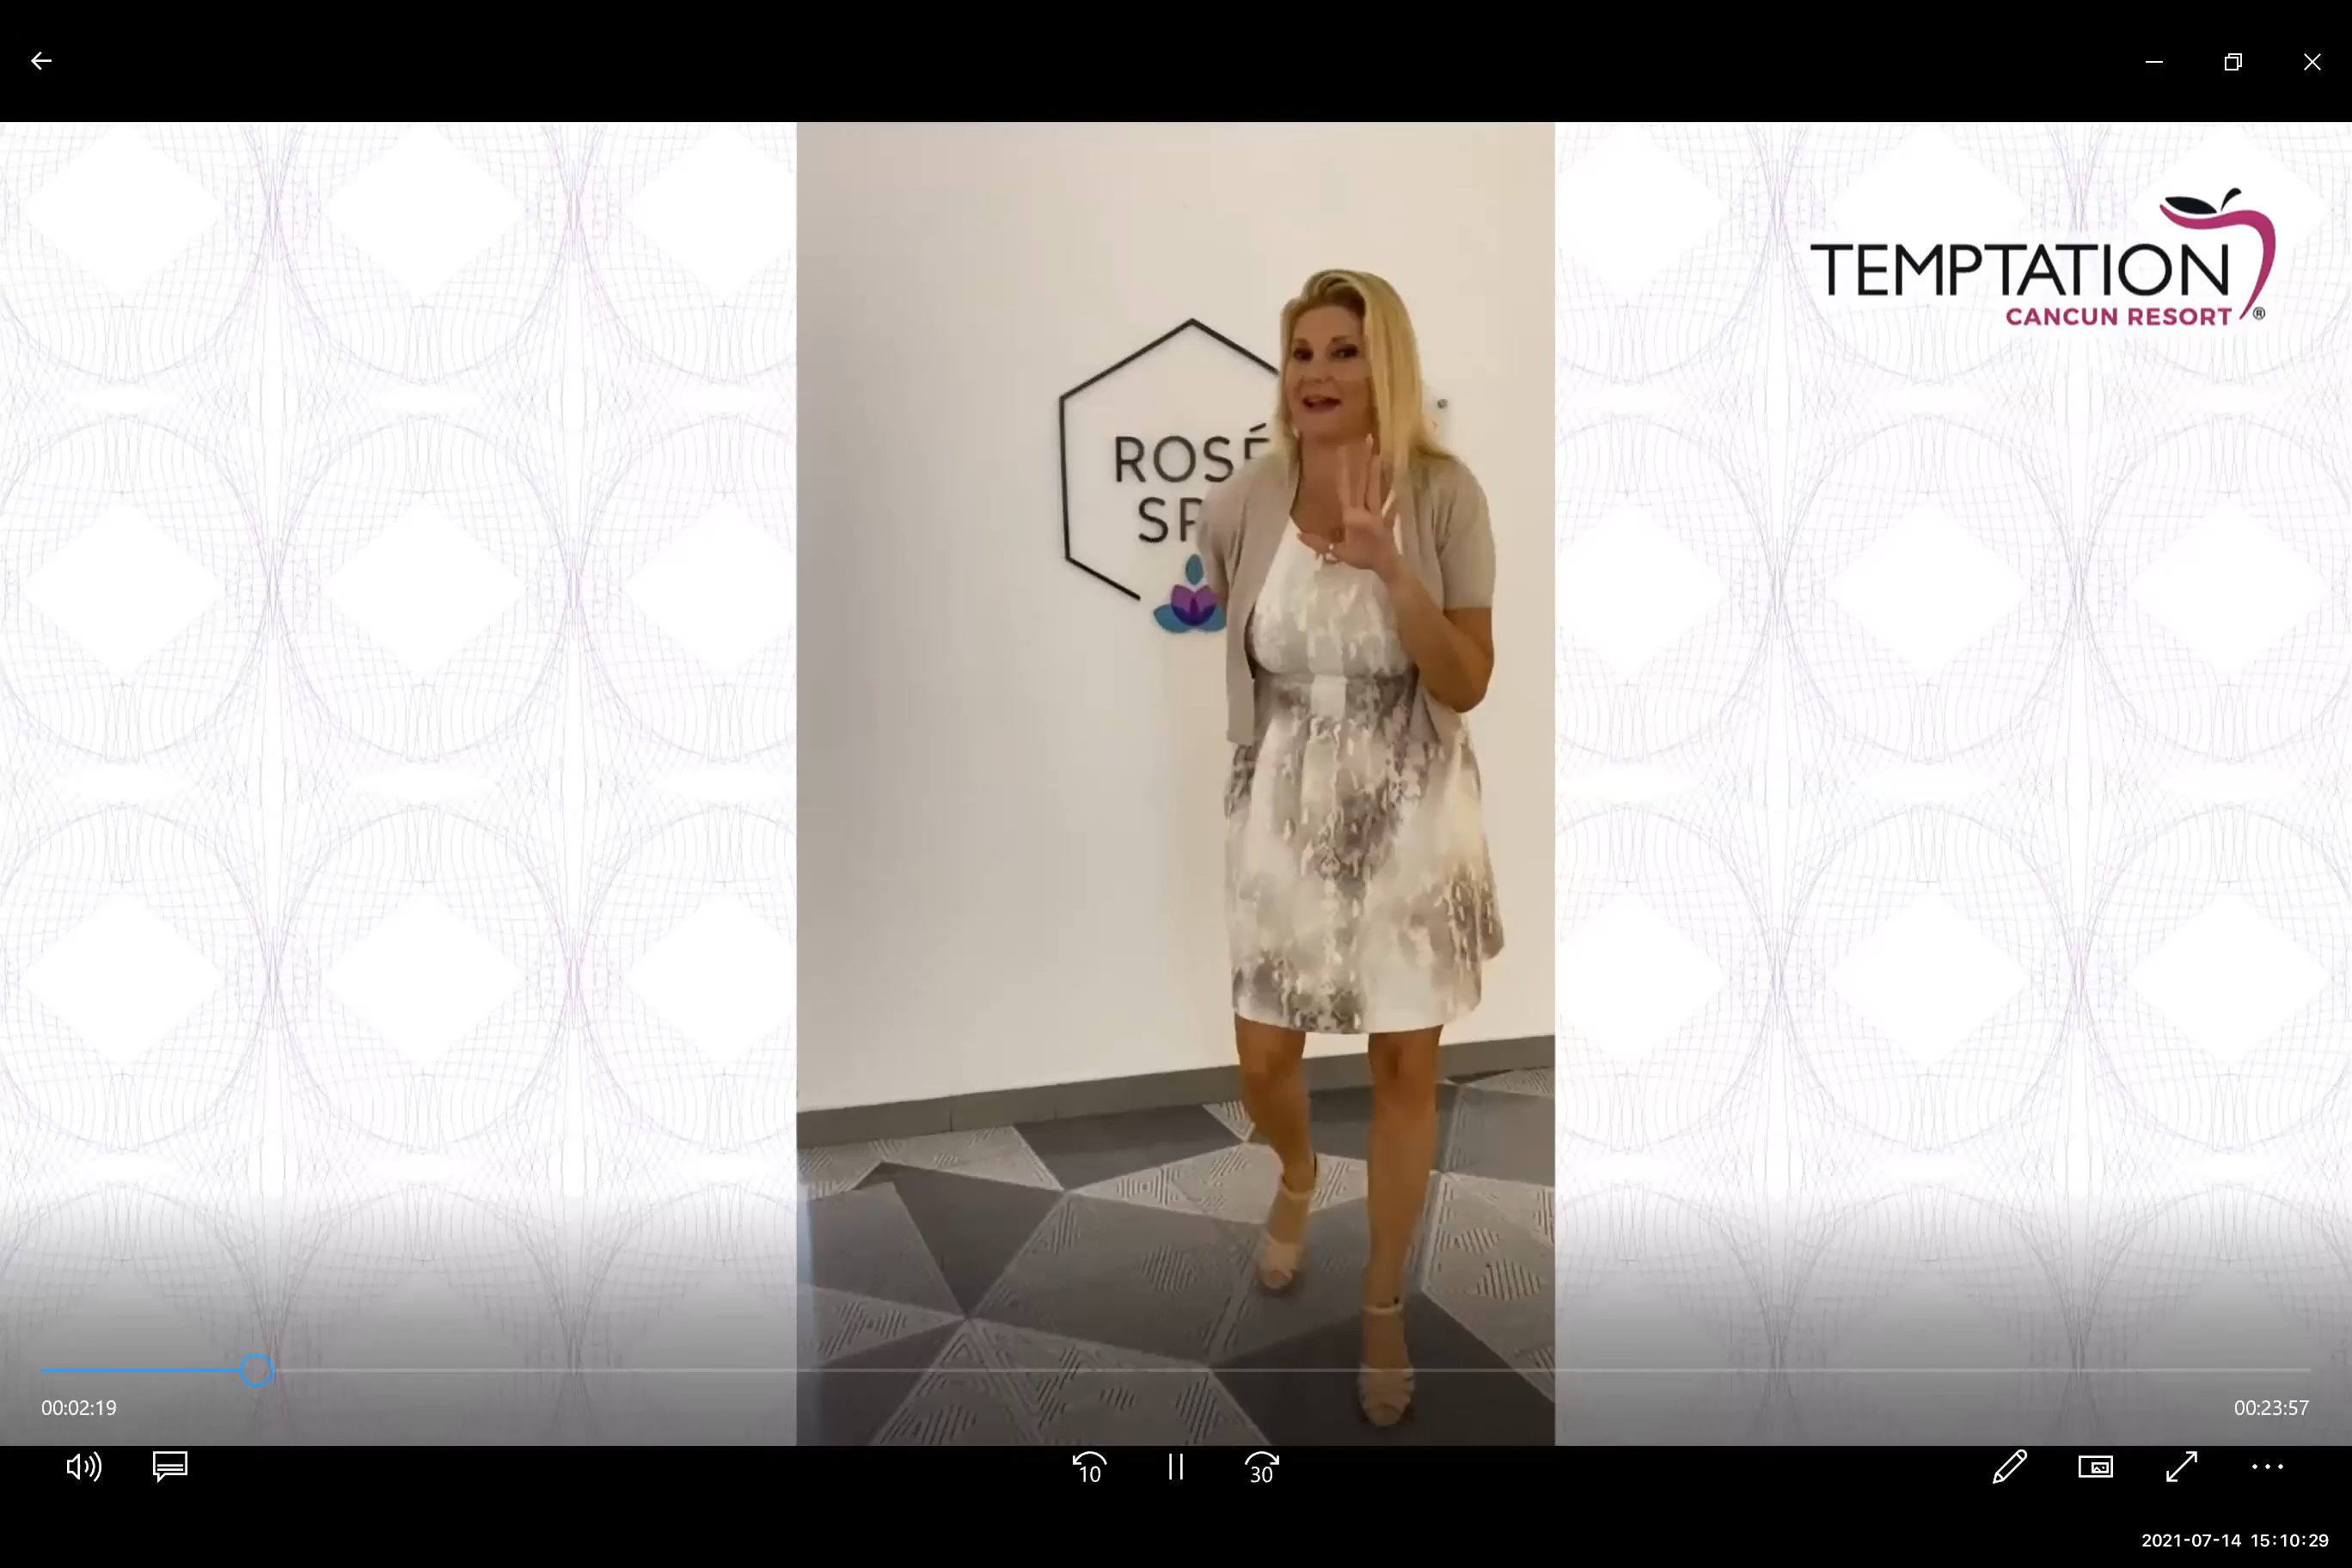 TEMPTATION
CANCUN RESORT®
ROSÉ
SP
00:02:19
00:23:57
10
30
2021-07-14 15:10:29